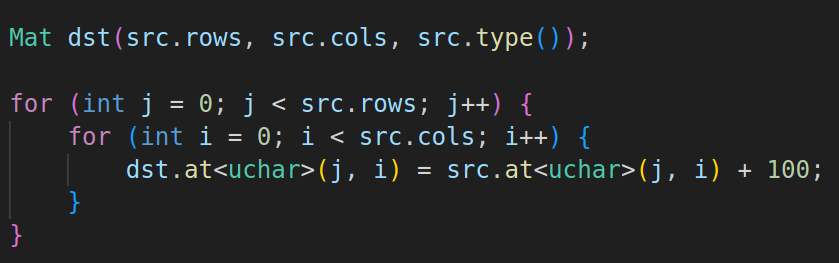 Mat dst(src.rows, src.cols, src.type());
for (int j = 0; j < src.rows; j++) {
    for (int i = 0; i < src.cols; i++) {
        dst.at<uchar>(j, i) = src.at<uchar>(j, i) + 100;
    }
}